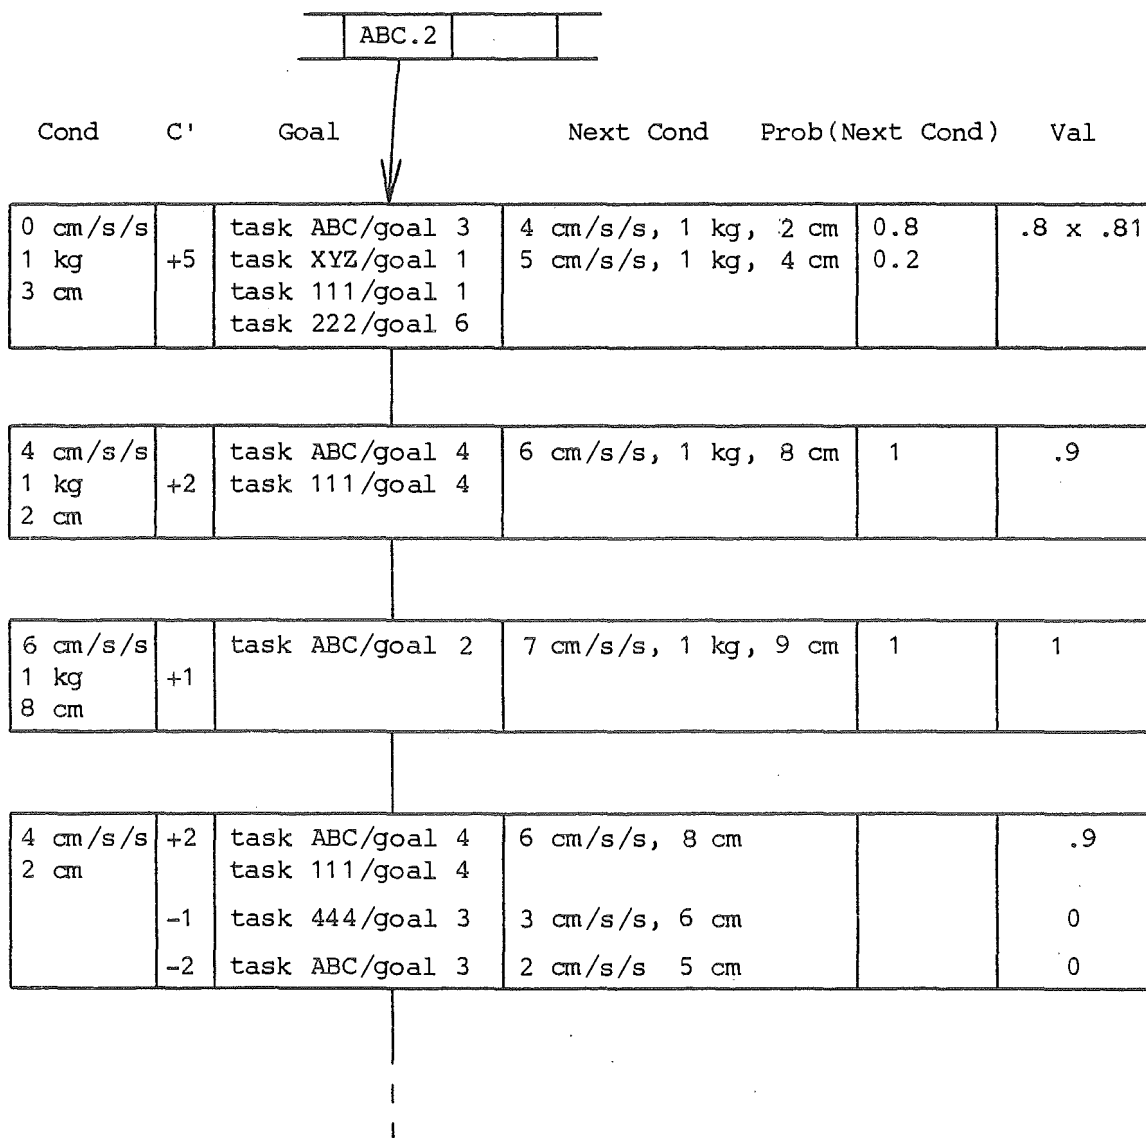 ABC.2
Cond C' Goal Next Cond Prob(Next Cond) Val
0 cm/s/s task ABC/goal 3 4 cm/s/s, 1 kg, 2 cm 0.8 .8 x .81
1 kg +5 task XYZ/goal 1 5 cm/s/s, 1 kg, 4 cm 0.2
3 cm task 111/goal 1
task 222/goal 6
4 cm/s/s task ABC/goal 4 6 cm/s/s, 1 kg, 8 cm 1 .9
1 kg +2 task 111/goal 4
2 cm
6 cm/s/s task ABC/goal 2 7 cm/s/s, 1 kg, 9 cm 1 1
1 kg +1
8 cm
4 cm/s/s +2 task ABC/goal 4 6 cm/s/s, 8 cm .9
2 cm task 111/goal 4
-1 task 444/goal 3 3 cm/s/s, 6 cm 0
-2 task ABC/goal 3 2 cm/s/s 5 cm 0